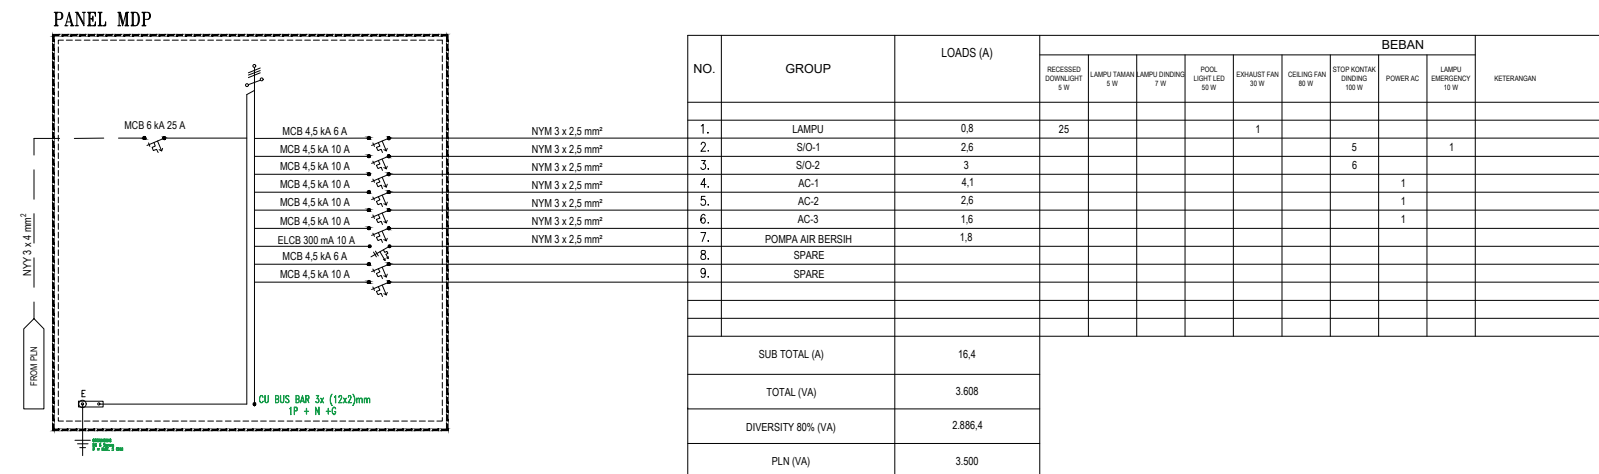 PANEL MDP
MCB 6 kA 25 A
NYY 3 x 4 mm²
FROM PLN
E
CU BUS BAR 3x (12x2)mm
1P + N +G
MCB 4,5 kA 6 A
MCB 4,5 kA 10 A
MCB 4,5 kA 10 A
MCB 4,5 kA 10 A
MCB 4,5 kA 10 A
MCB 4,5 kA 10 A
ELCB 300 mA 10 A
MCB 4,5 kA 6 A
MCB 4,5 kA 10 A
NYM 3 x 2,5 mm²
NYM 3 x 2,5 mm²
NYM 3 x 2,5 mm²
NYM 3 x 2,5 mm²
NYM 3 x 2,5 mm²
NYM 3 x 2,5 mm²
NYM 3 x 2,5 mm²
NO. GROUP LOADS (A) BEBAN
RECESSED DOWNLIGHT 5 W
LAMPU TAMAN 5 W
LAMPU DINDING 7 W
POOL LIGHT LED 50 W
EXHAUST FAN 30 W
CEILING FAN 80 W
STOP KONTAK DINDING 100 W
POWER AC
LAMPU EMERGENCY 10 W
KETERANGAN
1. LAMPU 0,8 25 1
2. S/O-1 2,6 5 1
3. S/O-2 3 6
4. AC-1 4,1 1
5. AC-2 2,6 1
6. AC-3 1,6 1
7. POMPA AIR BERSIH 1,8
8. SPARE
9. SPARE
SUB TOTAL (A) 16,4
TOTAL (VA) 3.608
DIVERSITY 80% (VA) 2.886,4
PLN (VA) 3.500